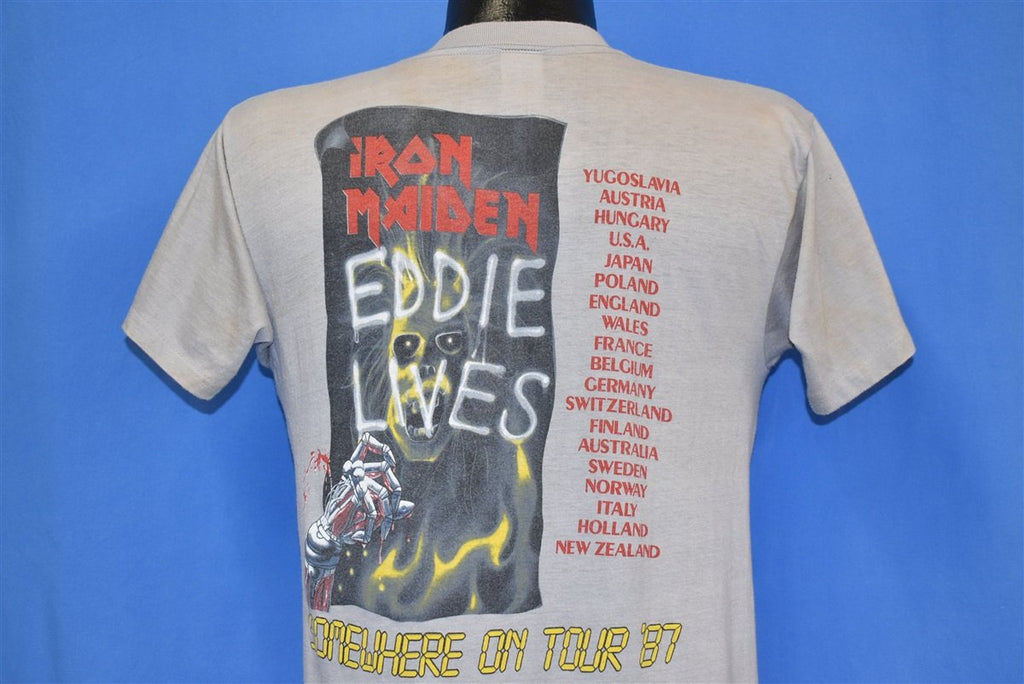 IRON
MAIDEN
EDDIE
LIVES
YUGOSLAVIA
AUSTRIA
HUNGARY
U.S.A.
JAPAN
POLAND
ENGLAND
WALES
FRANCE
BELGIUM
GERMANY
SWITZERLAND
FINLAND
AUSTRALIA
SWEDEN
NORWAY
ITALY
HOLLAND
NEW ZEALAND
SOMEWHERE ON TOUR '87